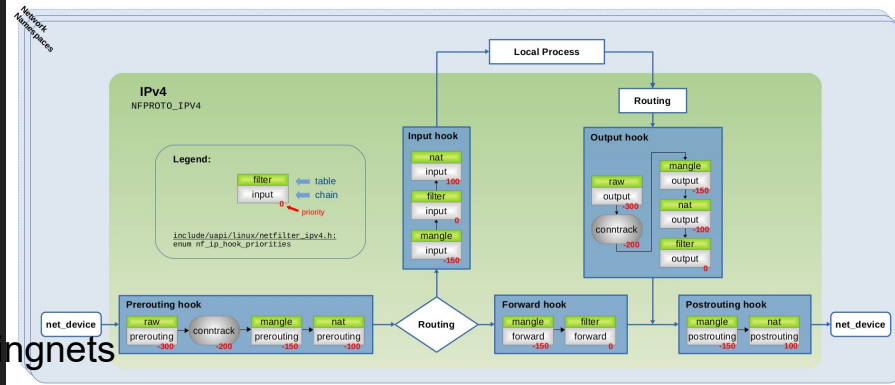 Network
Namespaces
Local Process
IPv4
NFPROTO_IPV4
Routing
Legend:
filter
input
0
table
chain
priority
include/uapi/linux/netfilter_ipv4.h:
enum nf_ip_hook_priorities
Input hook
nat
input
100
filter
input
0
mangle
input
-150
Output hook
raw
output
-300
conntrack
-200
mangle
output
-150
nat
output
-100
filter
output
0
net_device
Prerouting hook
raw
prerouting
-300
conntrack
-200
mangle
prerouting
-150
nat
prerouting
-100
Routing
Forward hook
mangle
forward
-150
filter
forward
0
Postrouting hook
mangle
postrouting
-150
nat
postrouting
100
net_device
ingnets